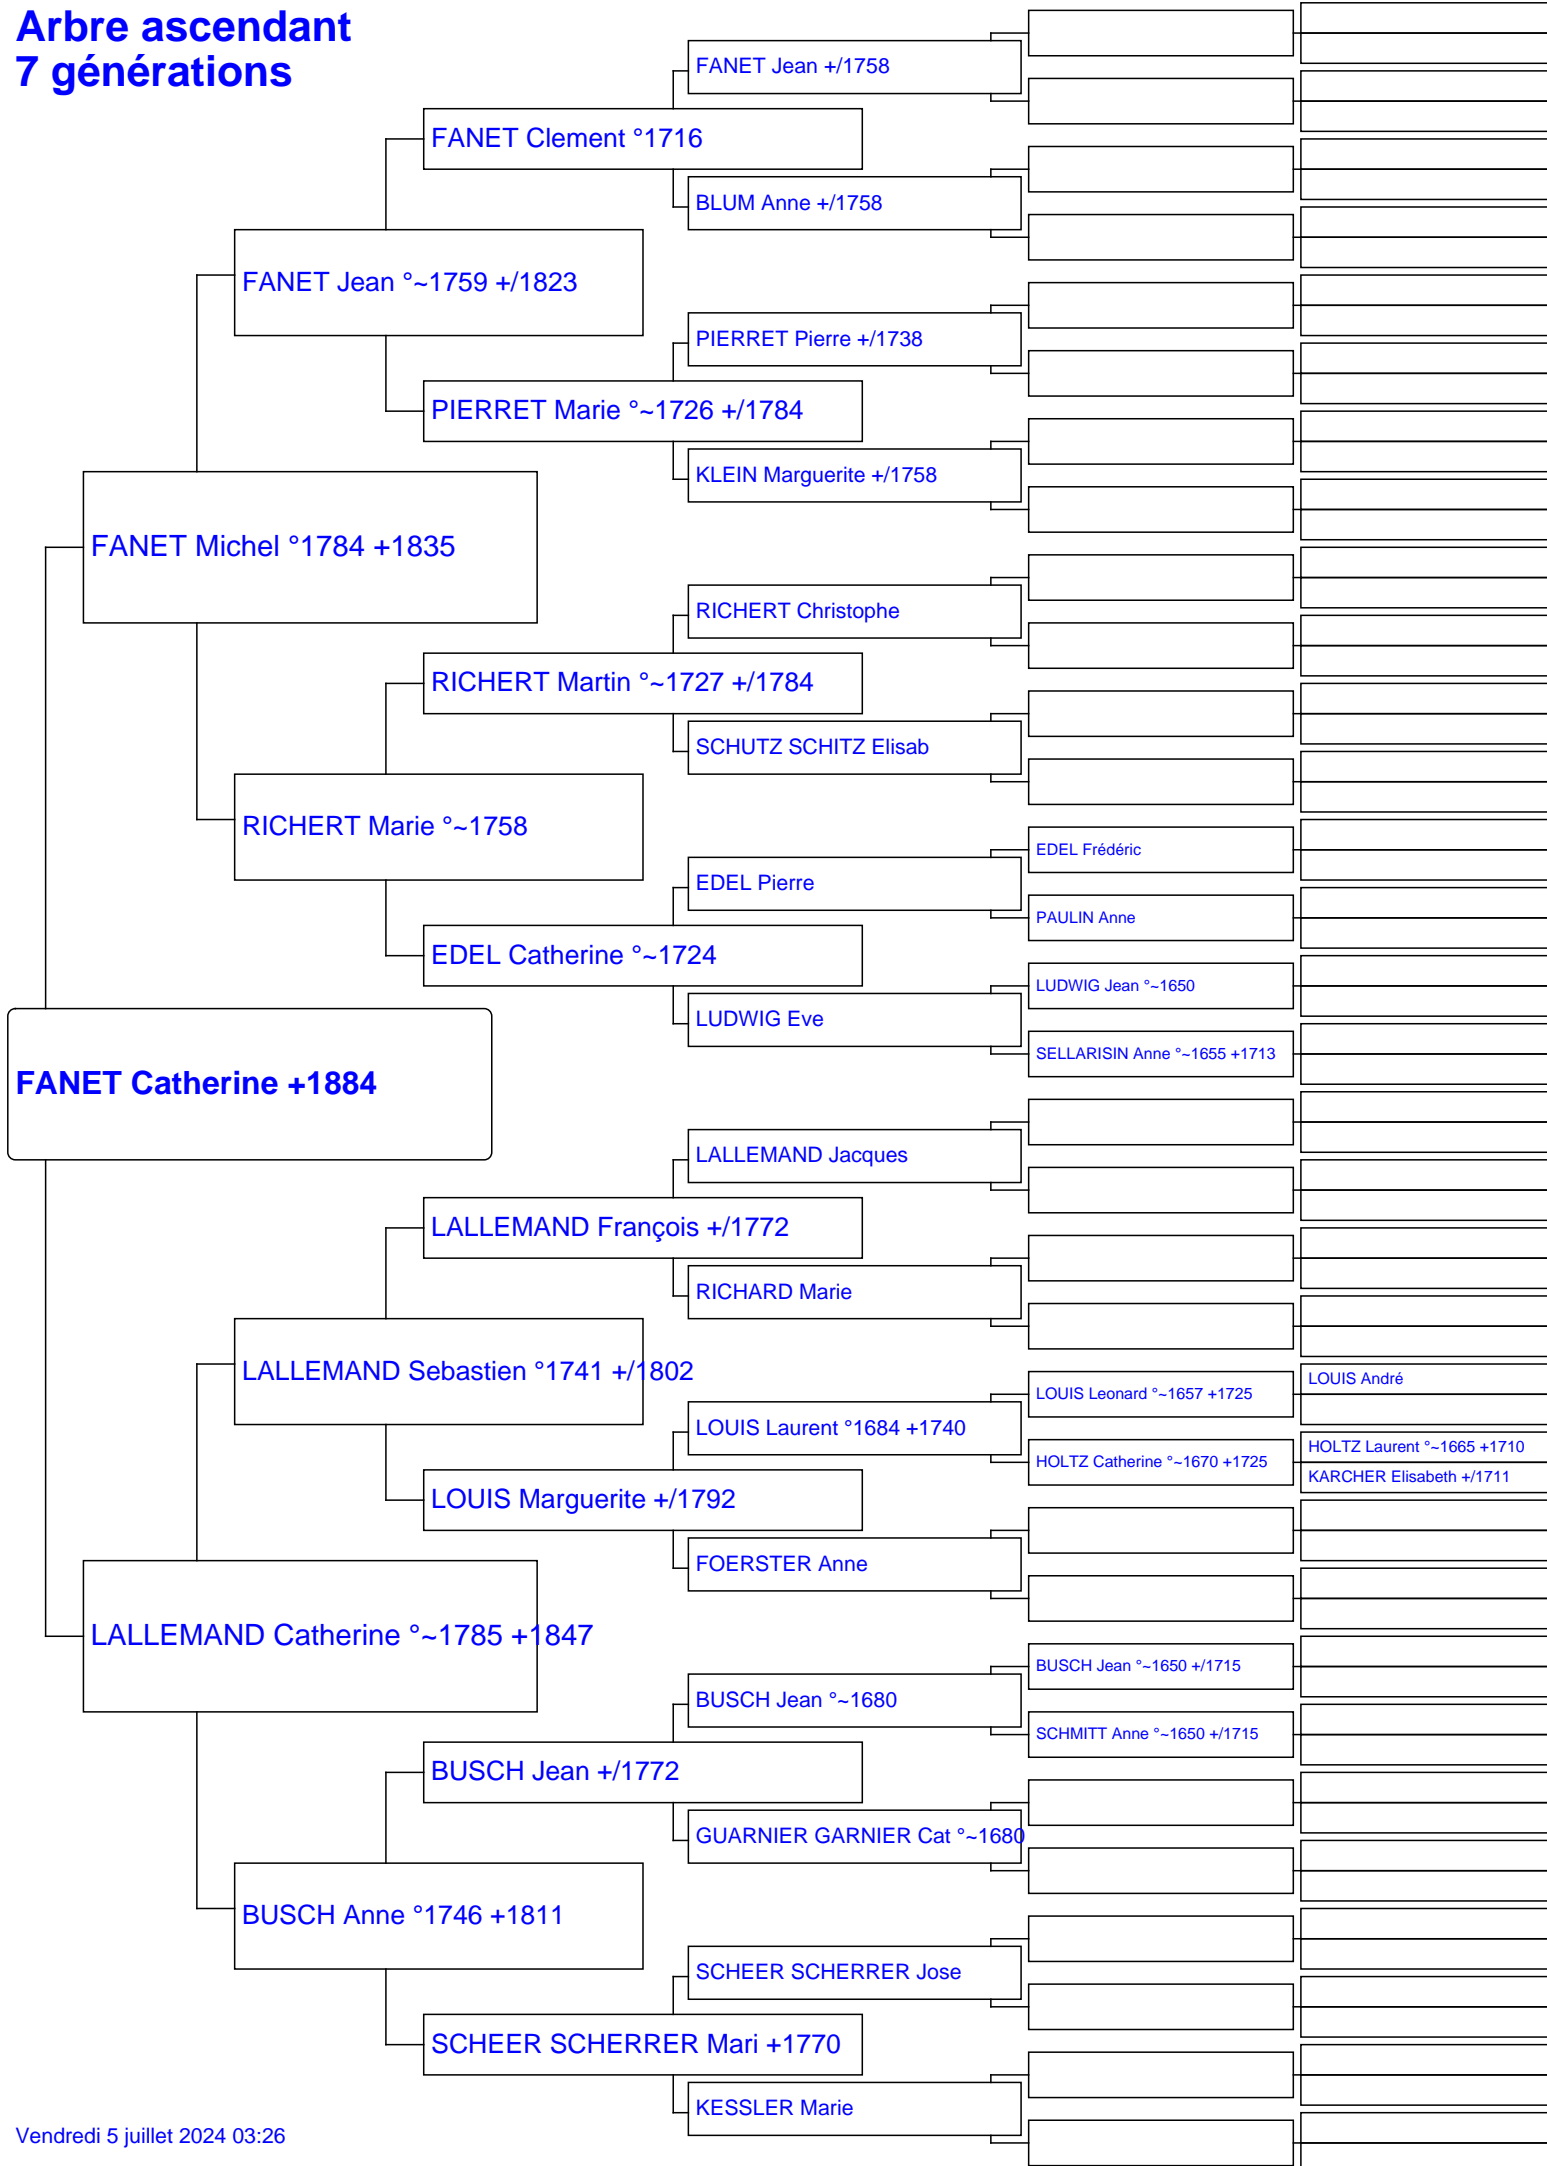 Arbre ascendant
7 générations
FANET Jean +/1758
FANET Clement °1716
BLUM Anne +/1758
FANET Jean °~1759 +/1823
PIERRET Pierre +/1738
PIERRET Marie °~1726 +/1784
KLEIN Marguerite +/1758
FANET Michel °1784 +1835
RICHERT Christophe
RICHERT Martin °~1727 +/1784
SCHUTZ SCHITZ Elisab
RICHERT Marie °~1758
EDEL Frédéric
EDEL Pierre
PAULIN Anne
EDEL Catherine °~1724
LUDWIG Jean °~1650
LUDWIG Eve
SELLARISIN Anne °~1655 +1713
FANET Catherine +1884
LALLEMAND Jacques
LALLEMAND François +/1772
RICHARD Marie
LALLEMAND Sebastien °1741 +/1802
LOUIS André
LOUIS Leonard °~1657 +1725
LOUIS Laurent °1684 +1740
HOLTZ Laurent °~1665 +1710
HOLTZ Catherine °~1670 +1725
KARCHER Elisabeth +/1711
LOUIS Marguerite +/1792
FOERSTER Anne
LALLEMAND Catherine °~1785 +1847
BUSCH Jean °~1650 +/1715
BUSCH Jean °~1680
SCHMITT Anne °~1650 +/1715
BUSCH Jean +/1772
GUARNIER GARNIER Cat °~1680
BUSCH Anne °1746 +1811
SCHEER SCHERRER Jose
SCHEER SCHERRER Mari +1770
KESSLER Marie
Vendredi 5 juillet 2024 03:26